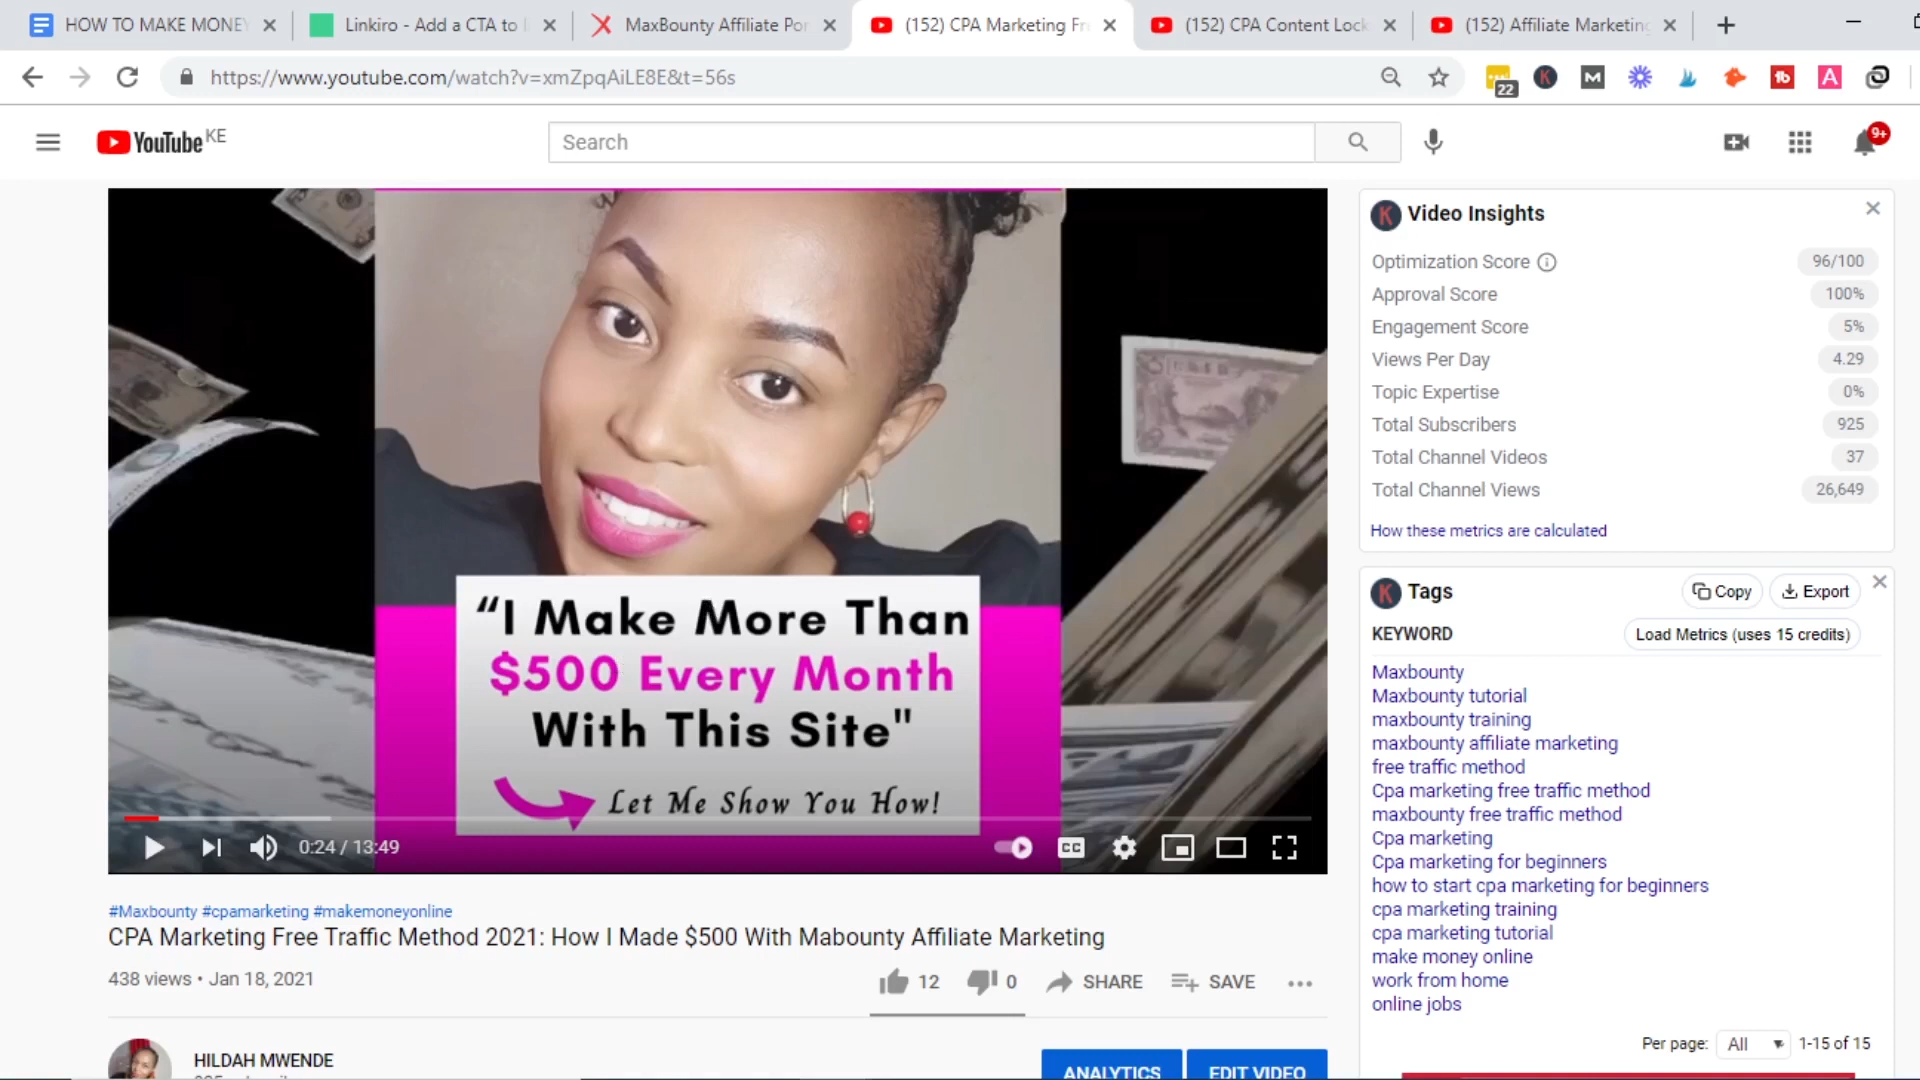 HOW TO MAKE MONEY
Linkiro - Add a CTA to
MaxBounty Affiliate Por
(152) CPA Marketing Fr
(152) CPA Content Lock
(152) Affiliate Marketing
https://www.youtube.com/watch?v=xmZpqAiLE8E&t=56s
22
K
M
tb
A
YouTube KE
Search
9+
"I Make More Than
$500 Every Month
With This Site"
Let Me Show You How!
0:24 / 13:49
CC
#Maxbounty #cpamarketing #makemoneyonline
CPA Marketing Free Traffic Method 2021: How I Made $500 With Mabounty Affiliate Marketing
438 views • Jan 18, 2021
12
0
SHARE
SAVE
HILDAH MWENDE
ANALYTICS
EDIT VIDEO
K Video Insights
Optimization Score 96/100
Approval Score 100%
Engagement Score 5%
Views Per Day 4.29
Topic Expertise 0%
Total Subscribers 925
Total Channel Videos 37
Total Channel Views 26,649
How these metrics are calculated
K Tags
Copy
Export
KEYWORD
Load Metrics (uses 15 credits)
Maxbounty
Maxbounty tutorial
maxbounty training
maxbounty affiliate marketing
free traffic method
Cpa marketing free traffic method
maxbounty free traffic method
Cpa marketing
Cpa marketing for beginners
how to start cpa marketing for beginners
cpa marketing training
cpa marketing tutorial
make money online
work from home
online jobs
Per page: All 1-15 of 15